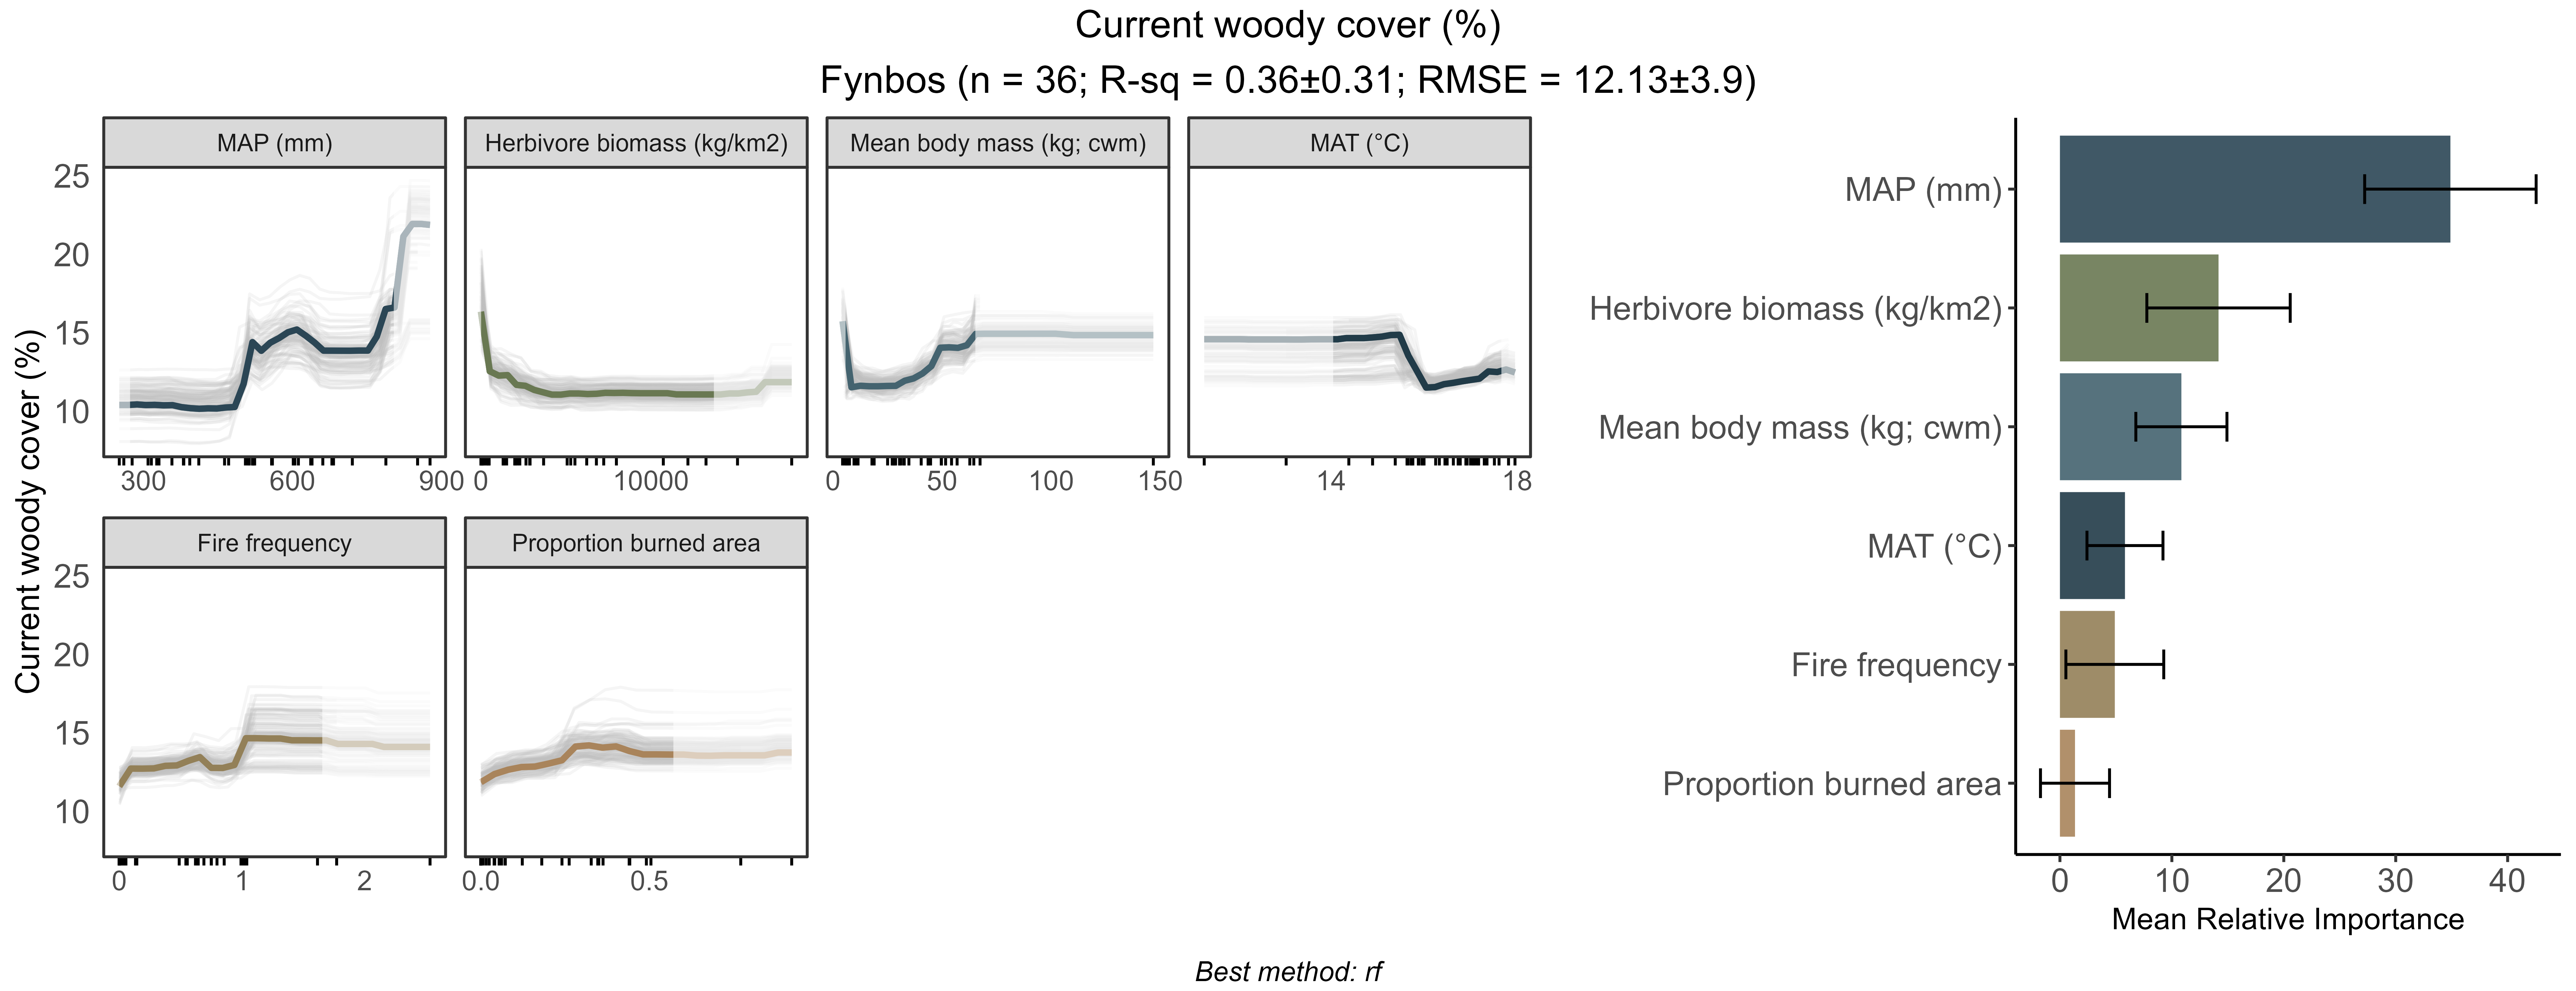 Current woody cover (%)
Fynbos (n = 36; R-sq = 0.36±0.31; RMSE = 12.13±3.9)
MAP (mm)
Herbivore biomass (kg/km2)
Mean body mass (kg; cwm)
MAT (°C)
Current woody cover (%)
25
20
15
10
300 600 900
0 10000
0 50 100 150
14 18
Fire frequency
Proportion burned area
25
20
15
10
0 1 2
0.0 0.5
MAP (mm)
Herbivore biomass (kg/km2)
Mean body mass (kg; cwm)
MAT (°C)
Fire frequency
Proportion burned area
0 10 20 30 40
Mean Relative Importance
Best method: rf